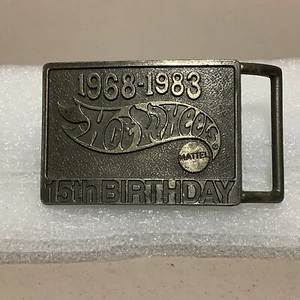 1968-1983
HOT WHEELS
MATTEL
15th BIRTHDAY